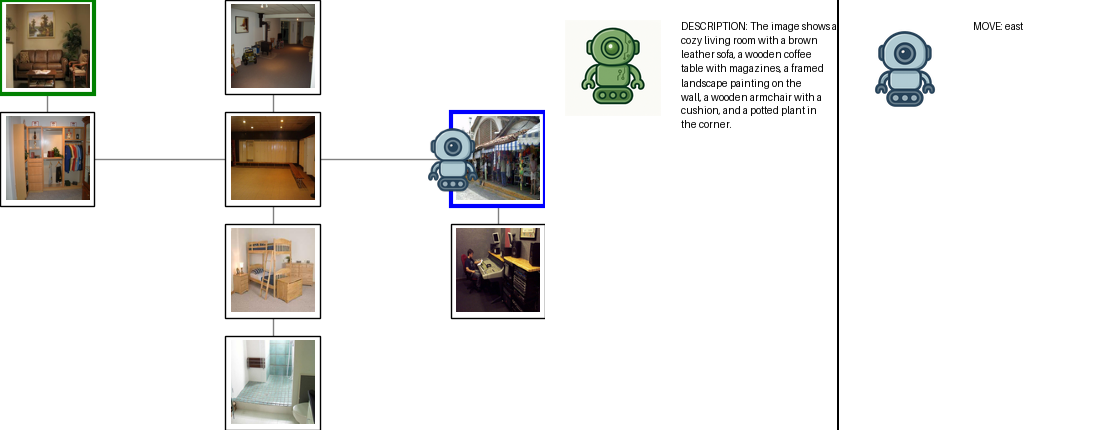 DESCRIPTION: The image shows a
cozy living room with a brown
leather sofa, a wooden coffee
table with magazines, a framed
landscape painting on the
wall, a wooden armchair with a
cushion, and a potted plant in
the corner.
MOVE: east